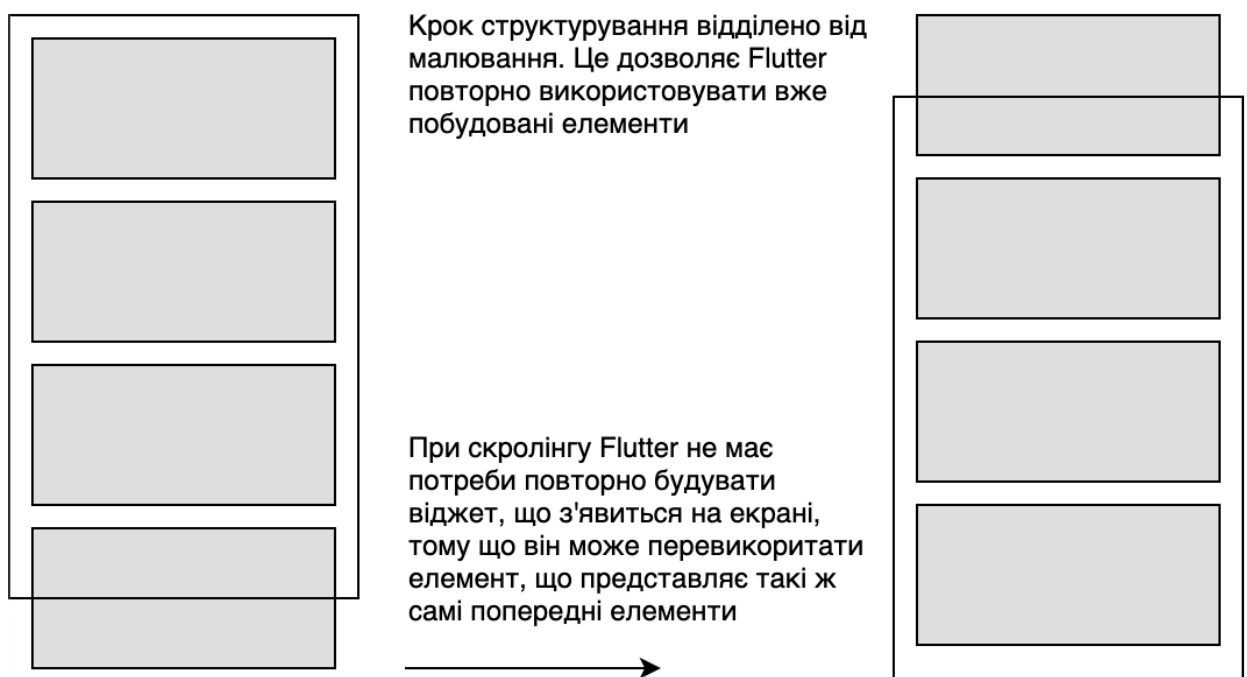 Крок структурування відділено від
малювання. Це дозволяє Flutter
повторно використовувати вже
побудовані елементи
При скролінгу Flutter не має
потреби повторно будувати
віджет, що з'явиться на екрані,
тому що він може перевикоритати
елемент, що представляє такі ж
самі попередні елементи